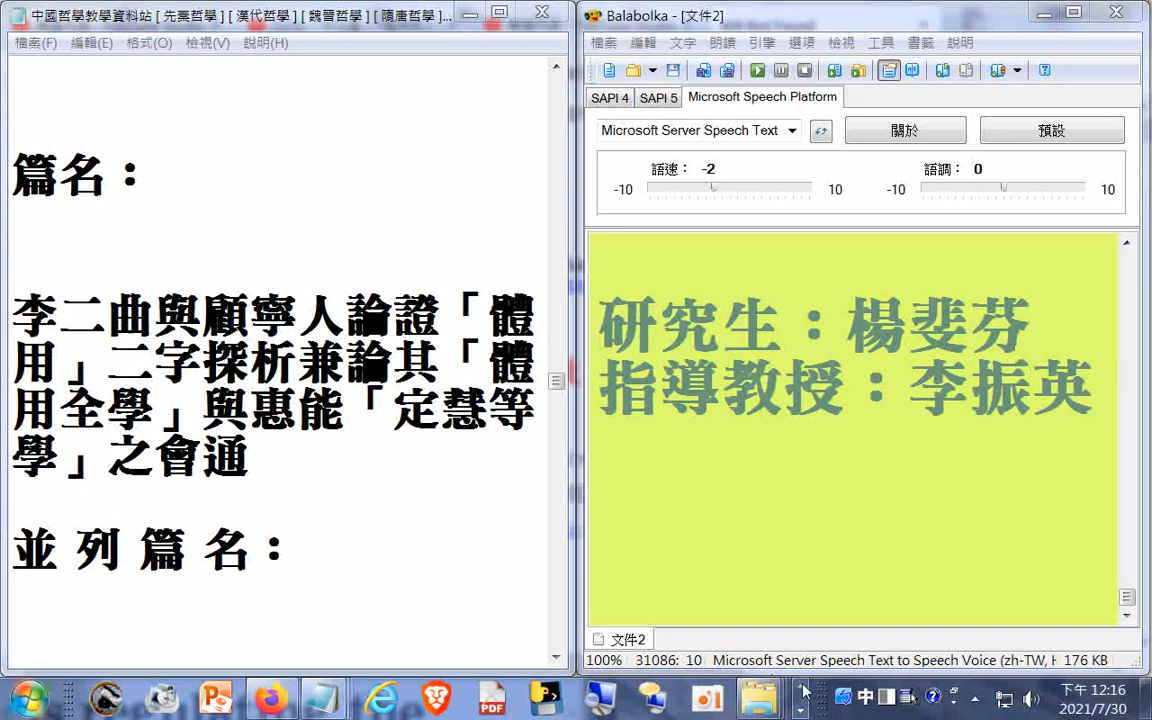 中國哲學教學資料站 [ 先秦哲學 ] [ 漢代哲學 ] [ 魏晉哲學 ] [ 隋唐哲學 ]...
檔案(F) 編輯(E) 格式(O) 檢視(V) 說明(H)
篇名：
李二曲與顧寧人論證「體
用」二字探析兼論其「體
用全學」與惠能「定慧等
學」之會通
並 列 篇 名：
Balabolka - [文件2]
檔案 編輯 文字 朗讀 引擎 選項 檢視 工具 書籤 說明
SAPI 4 SAPI 5 Microsoft Speech Platform
Microsoft Server Speech Text 關於 預設
語速： -2 語調： 0
-10 10 -10 10
研究生：楊斐芬
指導教授：李振英
文件2
100% 31086: 10 Microsoft Server Speech Text to Speech Voice (zh-TW, H 176 KB
PDF 中 下午 12:16
2021/7/30